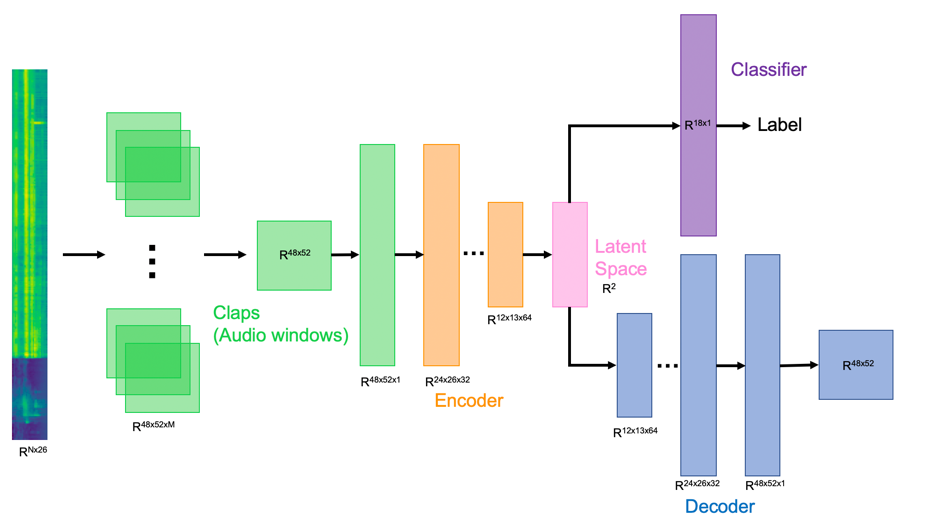 R^Nx26
R^48x52xM
Claps
(Audio windows)
R^48x52
R^48x52x1
R^24x26x32
Encoder
R^12x13x64
Latent
Space
R^2
R^18x1
Classifier
Label
R^12x13x64
R^24x26x32
Decoder
R^48x52x1
R^48x52